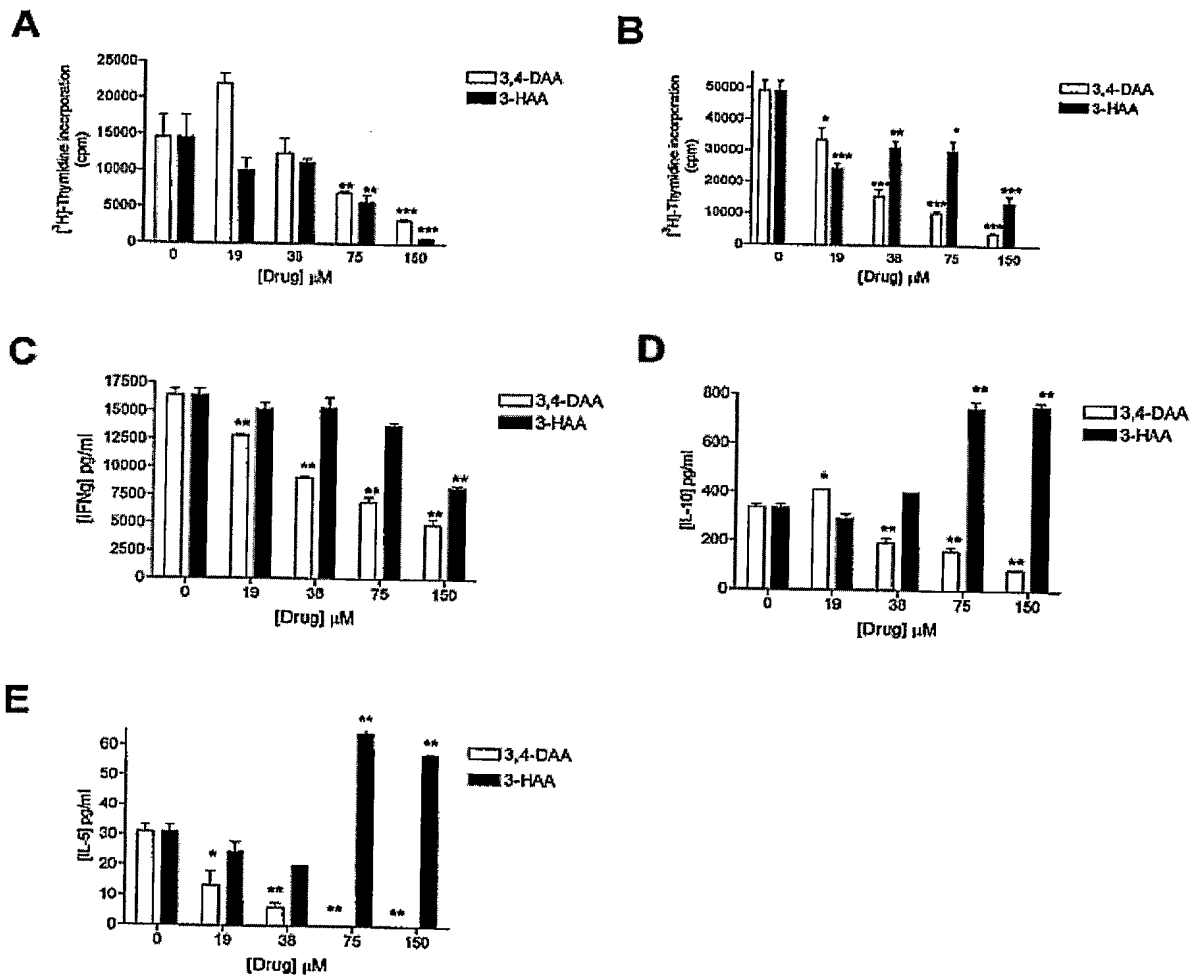 A
[³H]-Thymidine incorporation
(cpm)
25000
20000
15000
10000
5000
0
** **
***
***
0 19 38 75 150
[Drug] µM
3,4-DAA
3-HAA
B
[³H]-Thymidine incorporation
(cpm)
50000
40000
30000
20000
10000
0
*
***
**
***
*
***
***
***
0 19 38 75 150
[Drug] µM
3,4-DAA
3-HAA
C
[IFNg] pg/ml
17500
15000
12500
10000
7500
5000
2500
0
**
**
**
**
**
0 19 38 75 150
[Drug] µM
3,4-DAA
3-HAA
D
[IL-10] pg/ml
800
600
400
200
0
*
**
**
**
**
**
0 19 38 75 150
[Drug] µM
3,4-DAA
3-HAA
E
[IL-5] pg/ml
60
50
40
30
20
10
0
*
**
**
**
**
**
0 19 38 75 150
[Drug] µM
3,4-DAA
3-HAA